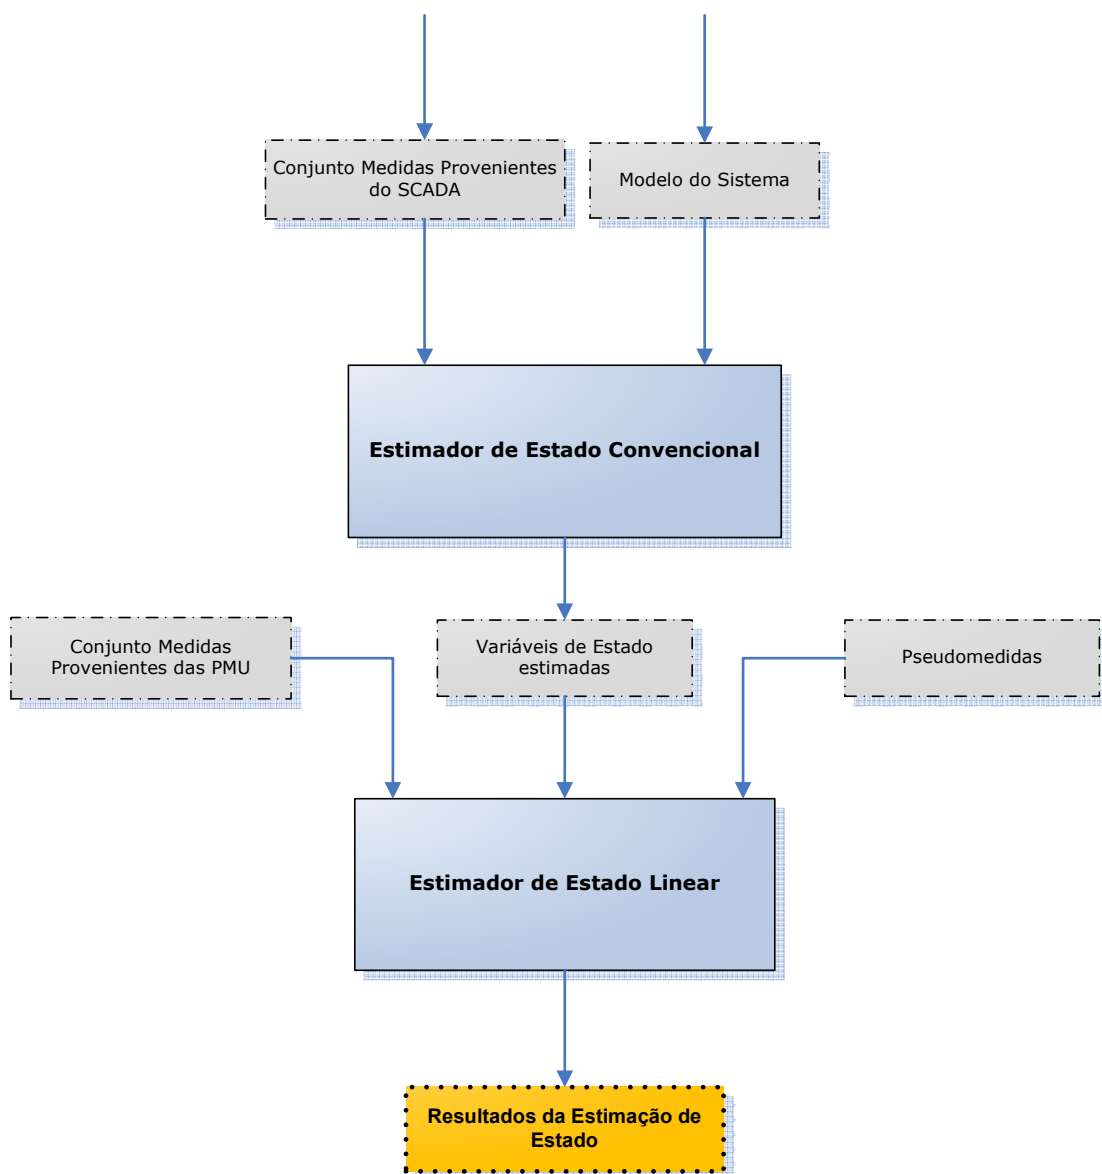 Conjunto Medidas Provenientes
do SCADA
Modelo do Sistema
Estimador de Estado Convencional
Conjunto Medidas
Provenientes das PMU
Variáveis de Estado
estimadas
Pseudomedidas
Estimador de Estado Linear
Resultados da Estimação de
Estado